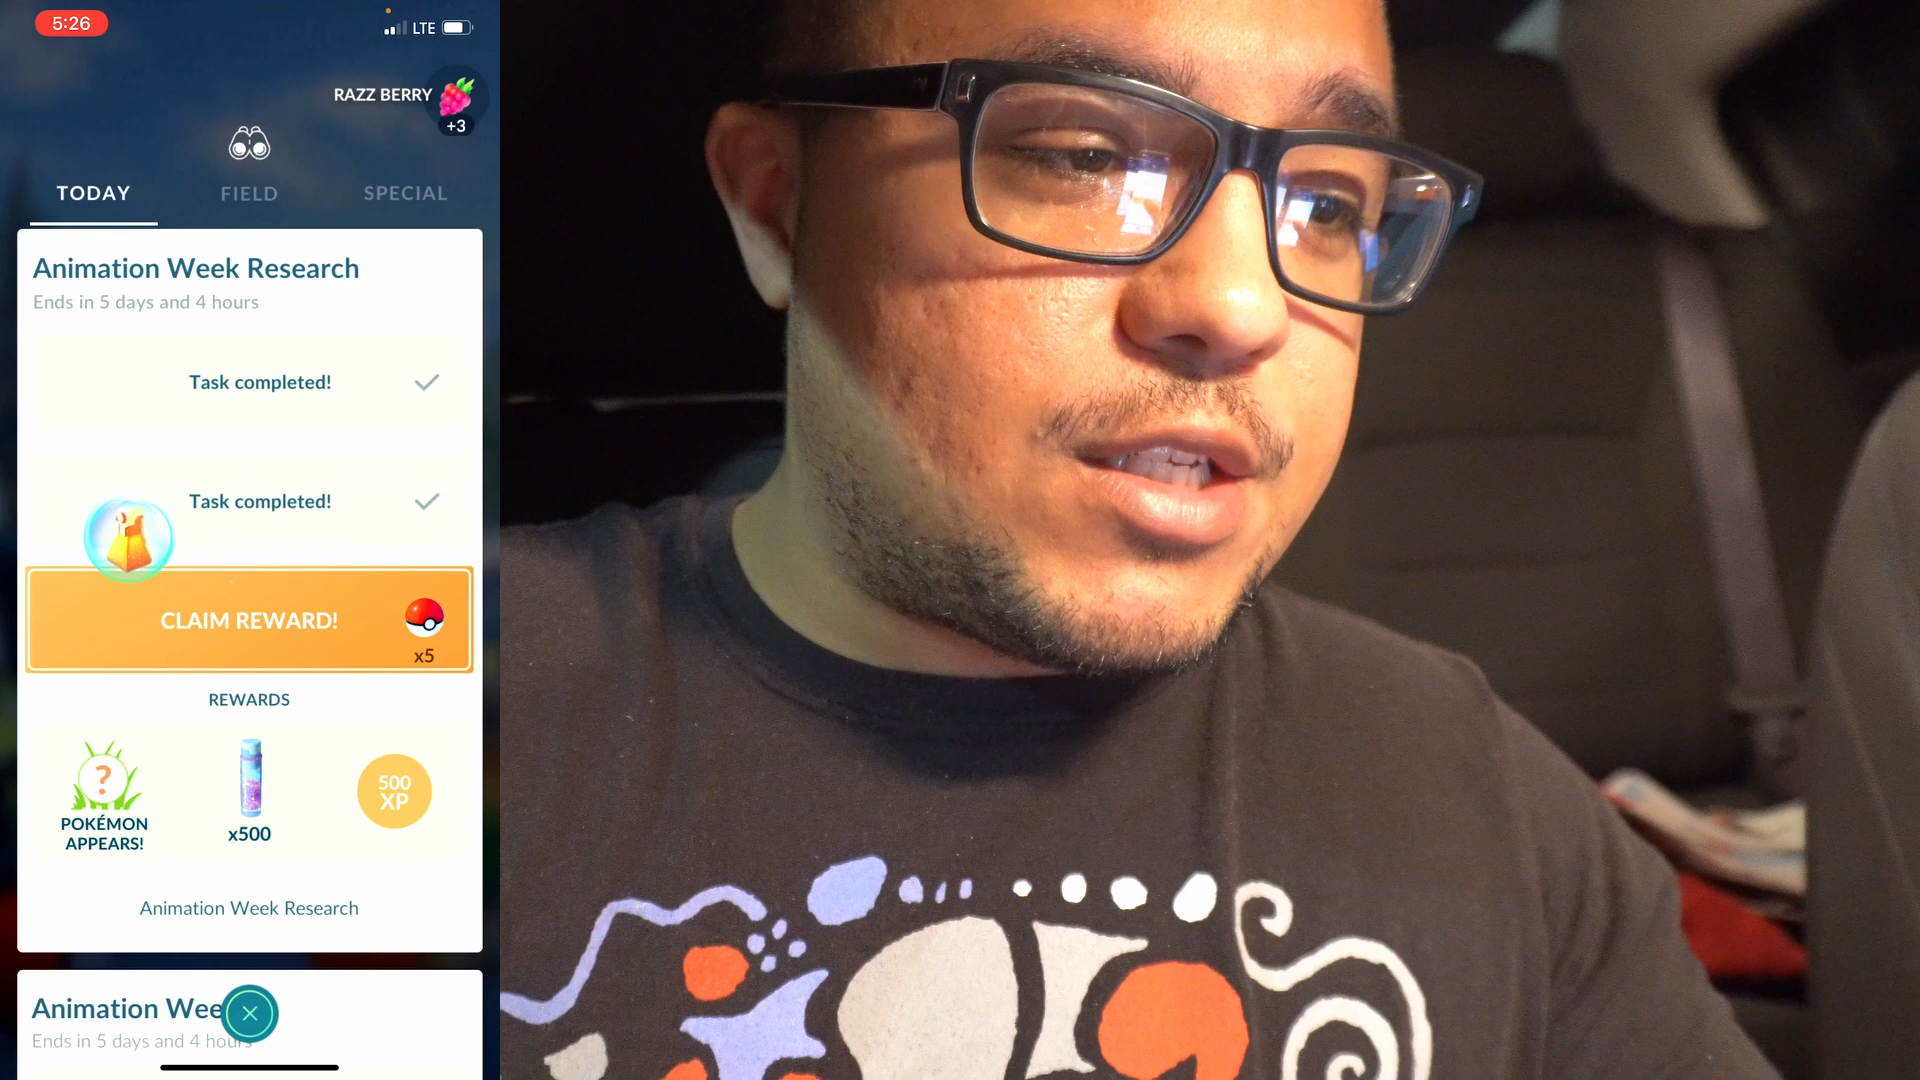 5:26
LTE
RAZZ BERRY
+3
TODAY
FIELD
SPECIAL
Animation Week Research
Ends in 5 days and 4 hours
Task completed!
Task completed!
CLAIM REWARD!
x5
REWARDS
?
500
XP
POKÉMON
APPEARS!
x500
Animation Week Research
Animation Wee
Ends in 5 days and 4 hours